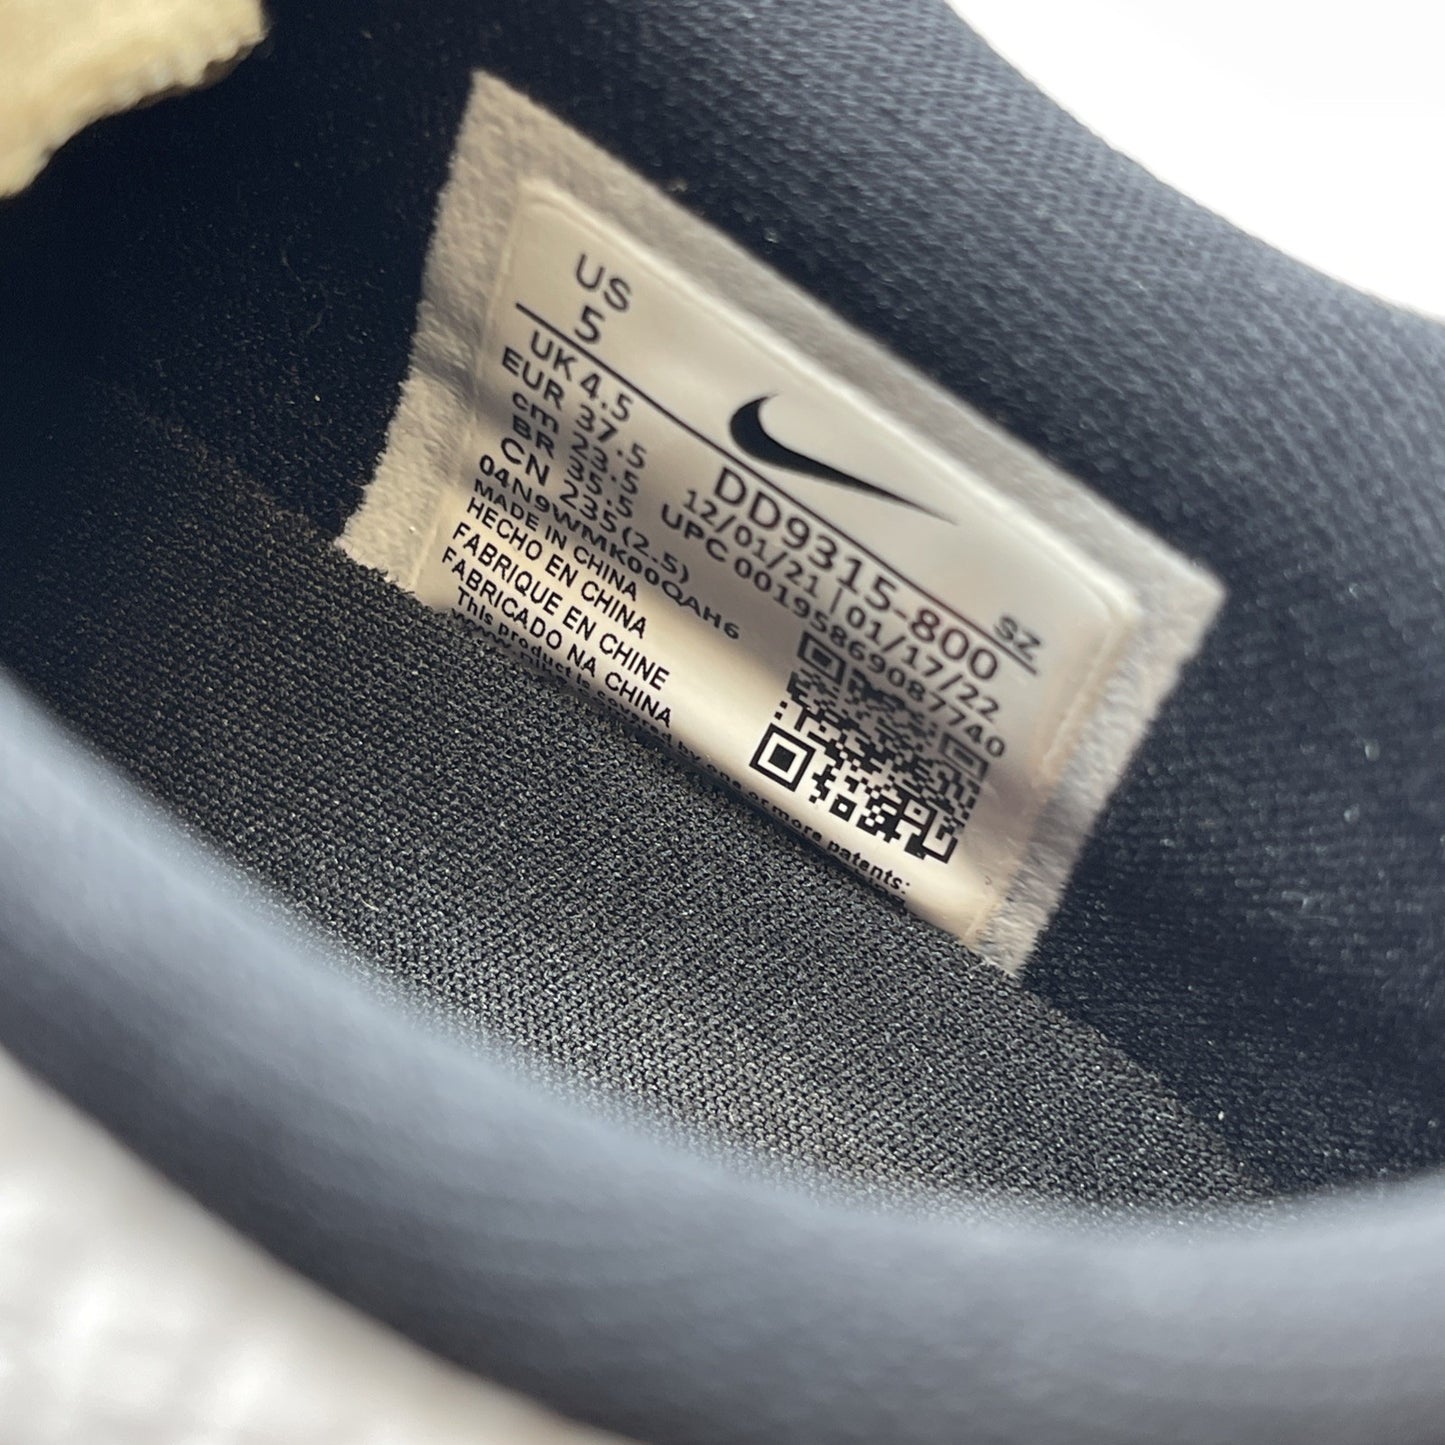 US
5
UK 4.5
EUR 37.5
cm 23.5
BR 35.5
CN 235(2.5)
04N9WMK00QAH6
MADE IN CHINA
HECHO EN CHINA
FABRIQUE EN CHINE
FABRICADO NA CHINA
This product is covered by one or more patents:
SZ
DD9315-800
12/01/21 | 01/17/22
UPC 00195869087740